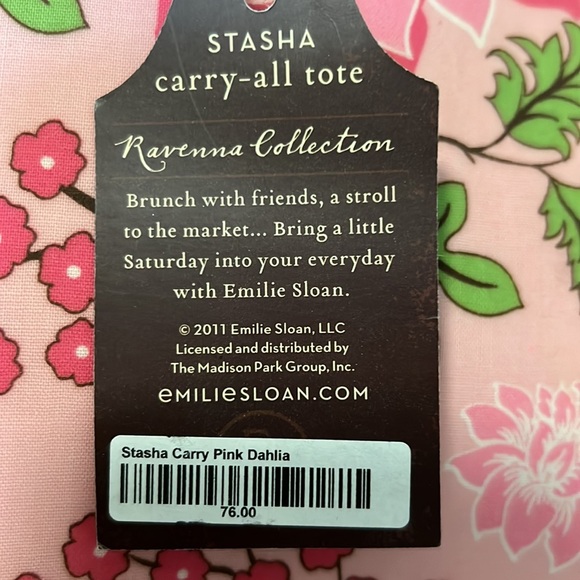 STASHA
carry-all tote
Ravenna Collection
Brunch with friends, a stroll
to the market... Bring a little
Saturday into your everyday
with Emilie Sloan.
© 2011 Emilie Sloan, LLC
Licensed and distributed by
The Madison Park Group, Inc.
eMILIeSLOAN.COM
Stasha Carry Pink Dahlia
76.00